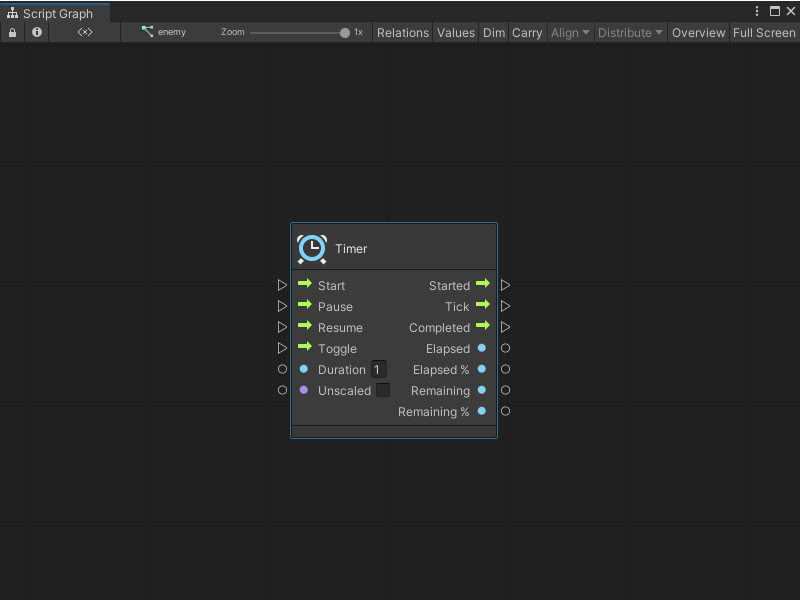 Script Graph
<×> enemy Zoom 1x Relations Values Dim Carry Align Distribute Overview Full Screen
Timer
Start Started
Pause Tick
Resume Completed
Toggle Elapsed
Duration 1 Elapsed %
Unscaled Remaining
Remaining %